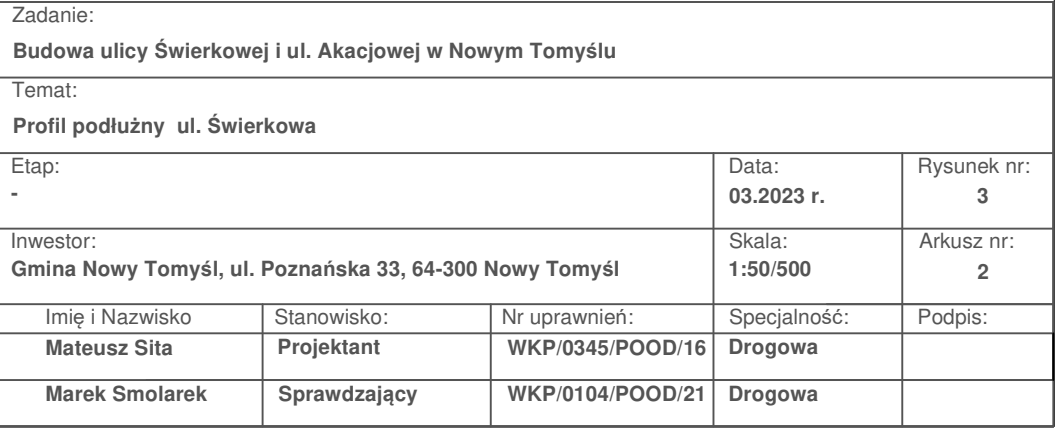 Zadanie:
Budowa ulicy Świerkowej i ul. Akacjowej w Nowym Tomyślu
Temat:
Profil podłużny ul. Świerkowa
Etap: Data: Rysunek nr:
- 03.2023 r. 3
Inwestor: Skala: Arkusz nr:
Gmina Nowy Tomyśl, ul. Poznańska 33, 64-300 Nowy Tomyśl 1:50/500 2
Imię i Nazwisko Stanowisko: Nr uprawnień: Specjalność: Podpis:
Mateusz Sita Projektant WKP/0345/POOD/16 Drogowa
Marek Smolarek Sprawdzający WKP/0104/POOD/21 Drogowa